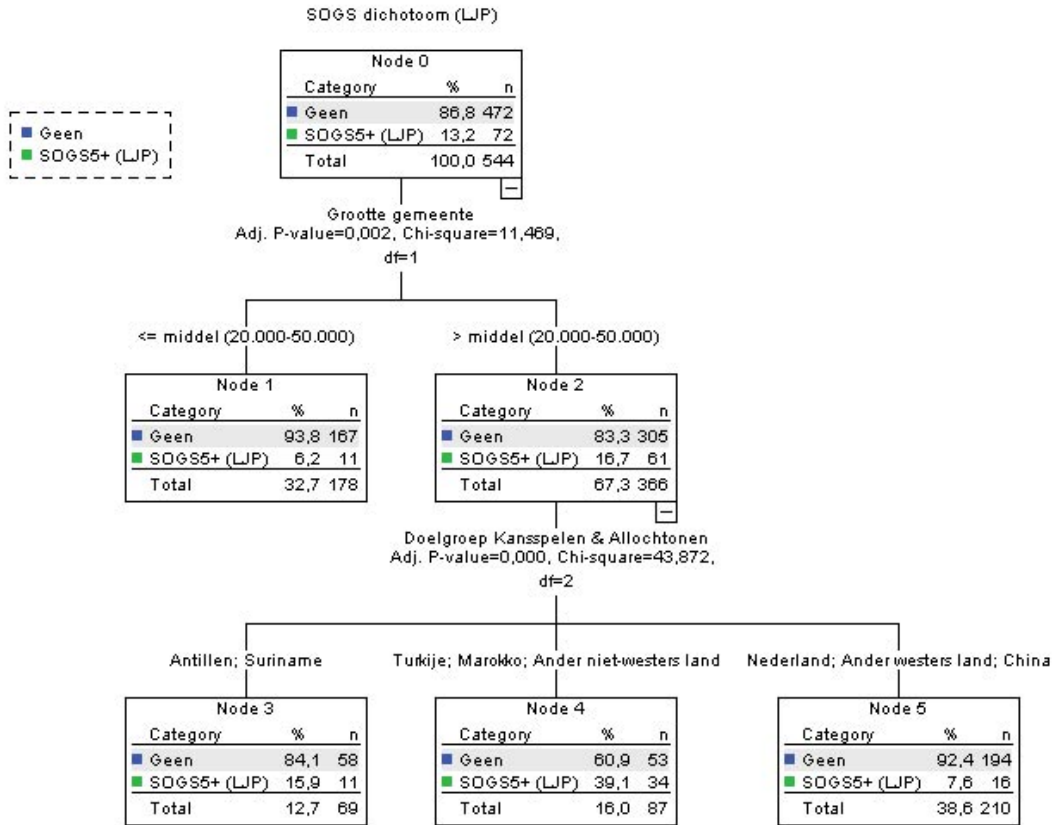 SOGS dichotoom (LJP)
Node 0
Category % n
Geen 86,8 472
SOGS5+ (LJP) 13,2 72
Total 100,0 544
Geen
SOGS5+ (LJP)
Grootte gemeente
Adj. P-value=0,002, Chi-square=11,469,
df=1
<= middel (20.000-50.000)
> middel (20.000-50.000)
Node 1
Category % n
Geen 93,8 167
SOGS5+ (LJP) 6,2 11
Total 32,7 178
Node 2
Category % n
Geen 83,3 305
SOGS5+ (LJP) 16,7 61
Total 67,3 366
Doelgroep Kansspelen & Allochtonen
Adj. P-value=0,000, Chi-square=43,872,
df=2
Antillen; Suriname
Turkije; Marokko; Ander niet-westers land
Nederland; Ander westers land; China
Node 3
Category % n
Geen 84,1 58
SOGS5+ (LJP) 15,9 11
Total 12,7 69
Node 4
Category % n
Geen 60,9 53
SOGS5+ (LJP) 39,1 34
Total 16,0 87
Node 5
Category % n
Geen 92,4 194
SOGS5+ (LJP) 7,6 16
Total 38,6 210